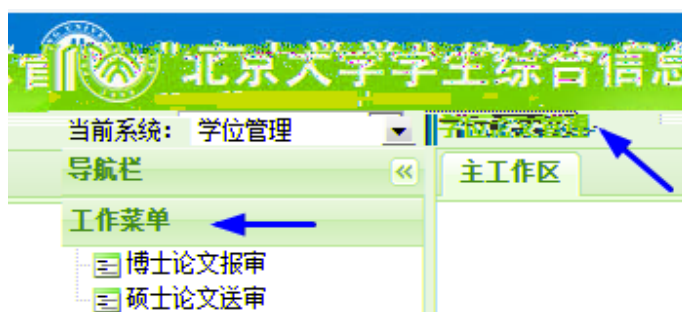 北京大学学生综合信息
当前系统： 学位管理
导航栏 « 主工作区
工作菜单
博士论文报审
硕士论文送审